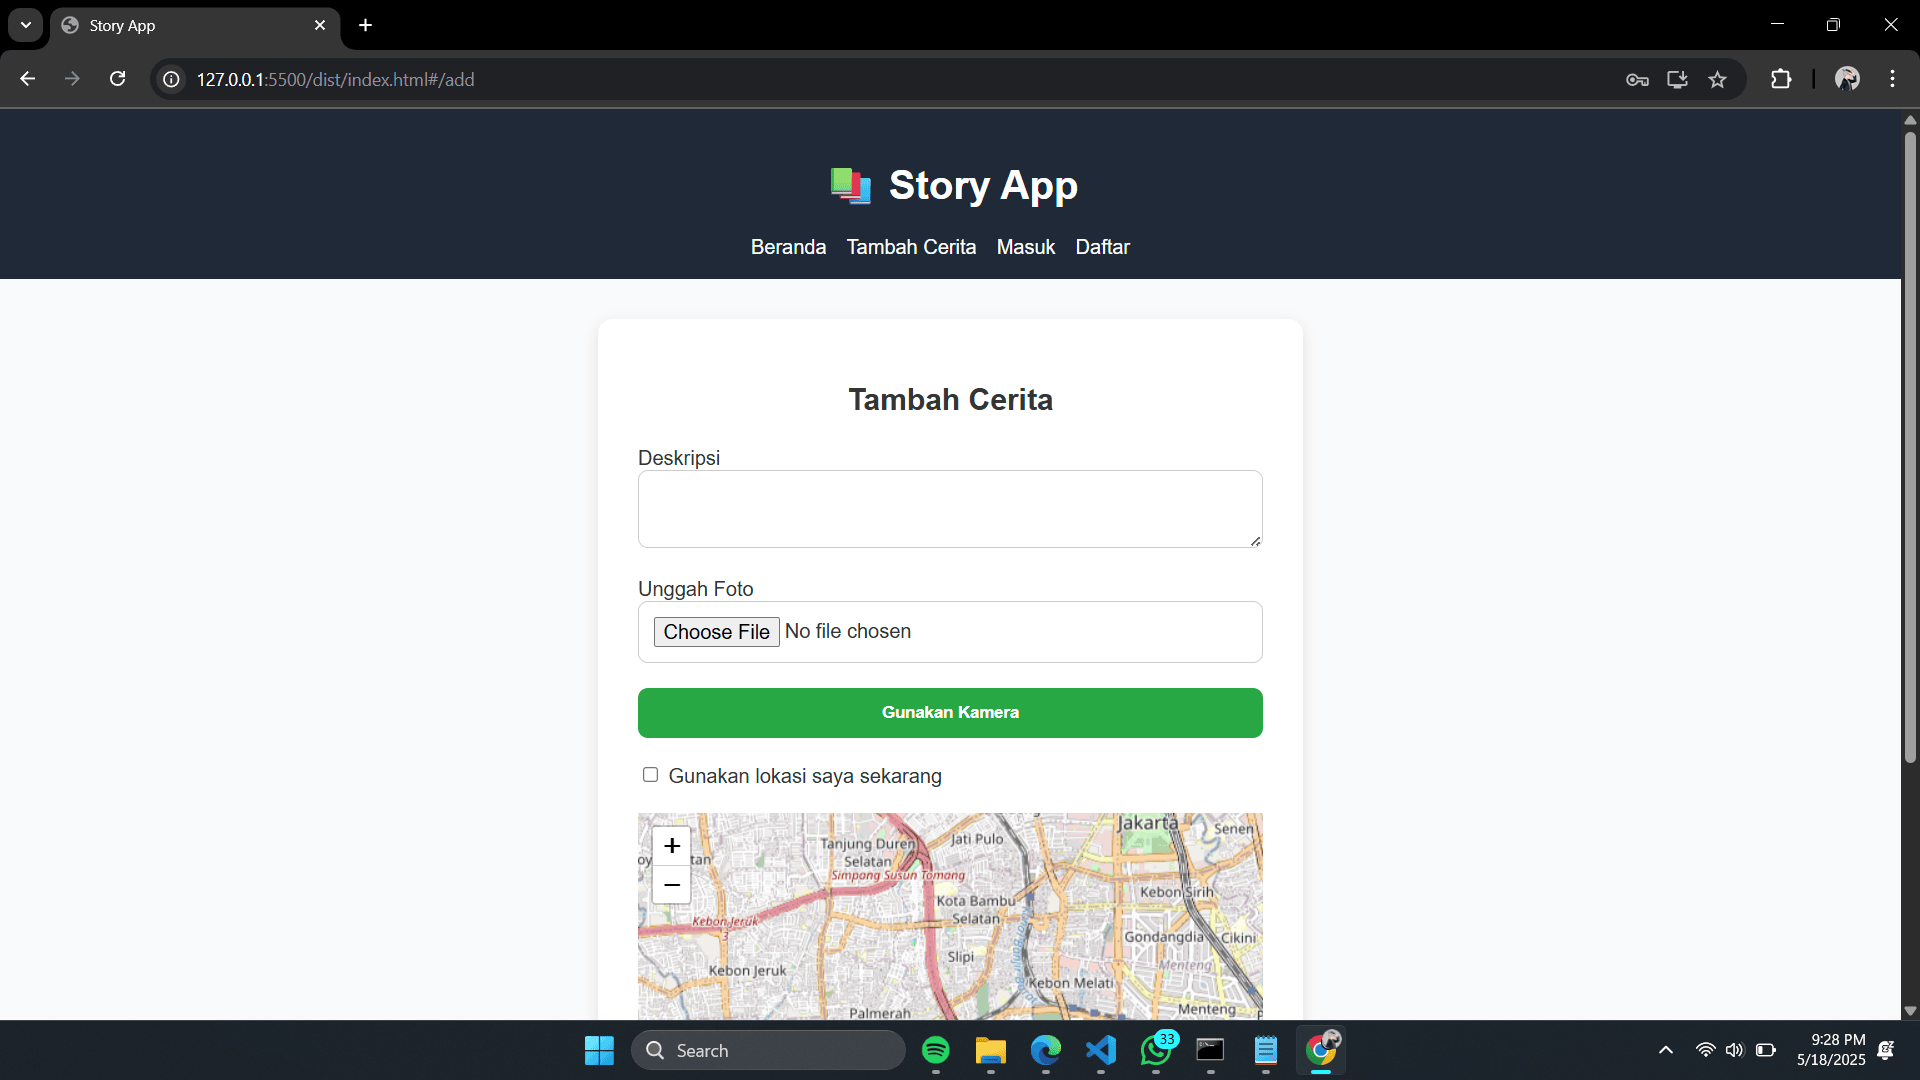 Story App
127.0.0.1:5500/dist/index.html#/add
Story App
Beranda Tambah Cerita Masuk Daftar
Tambah Cerita
Deskripsi
Unggah Foto
Choose File No file chosen
Gunakan Kamera
Gunakan lokasi saya sekarang
+
−
Jakarta
Senen
Jati Pulo
Tanjung Duren
Selatan
Simpang Susun Tomang
Kebon Sirih
Kota Bambu
Selatan
Kebon Jeruk
3
Gondangdia
Cikini
Slipi
Menteng
Kebon Jeruk
Kebon Melati
Menteng
Palmerah
Search
33
9:28 PM
5/18/2025